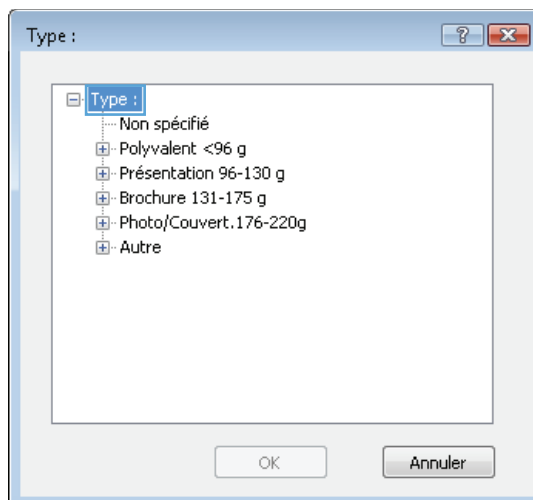 Type :
Type :
Non spécifié
Polyvalent <96 g
Présentation 96-130 g
Brochure 131-175 g
Photo/Couvert.176-220g
Autre
OK
Annuler